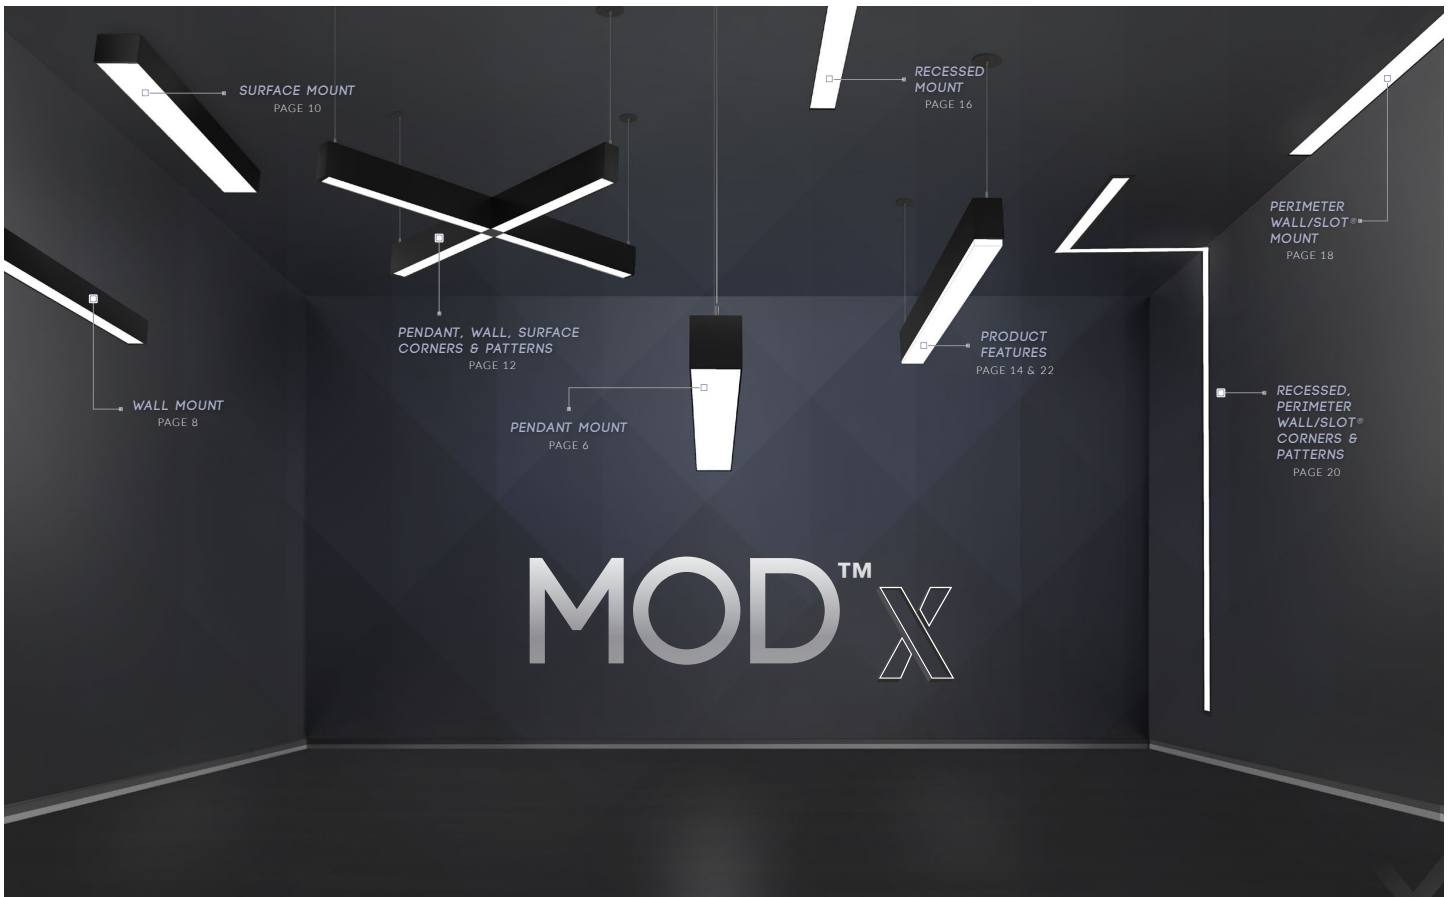 SURFACE MOUNT
PAGE 10
RECESSED
MOUNT
PAGE 16
PERIMETER
WALL/SLOT®
MOUNT
PAGE 18
PENDANT, WALL, SURFACE
CORNERS & PATTERNS
PAGE 12
PRODUCT
FEATURES
PAGE 14 & 22
WALL MOUNT
PAGE 8
PENDANT MOUNT
PAGE 6
RECESSED,
PERIMETER
WALL/SLOT®
CORNERS &
PATTERNS
PAGE 20
MOD™ X